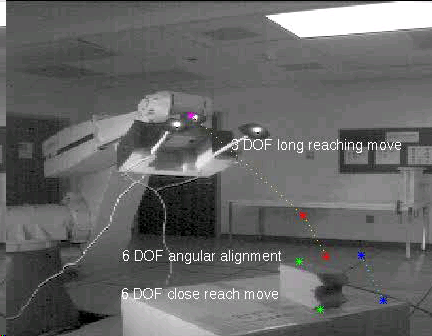 3 DOF long reaching move
6 DOF angular alignment
6 DOF close reach move